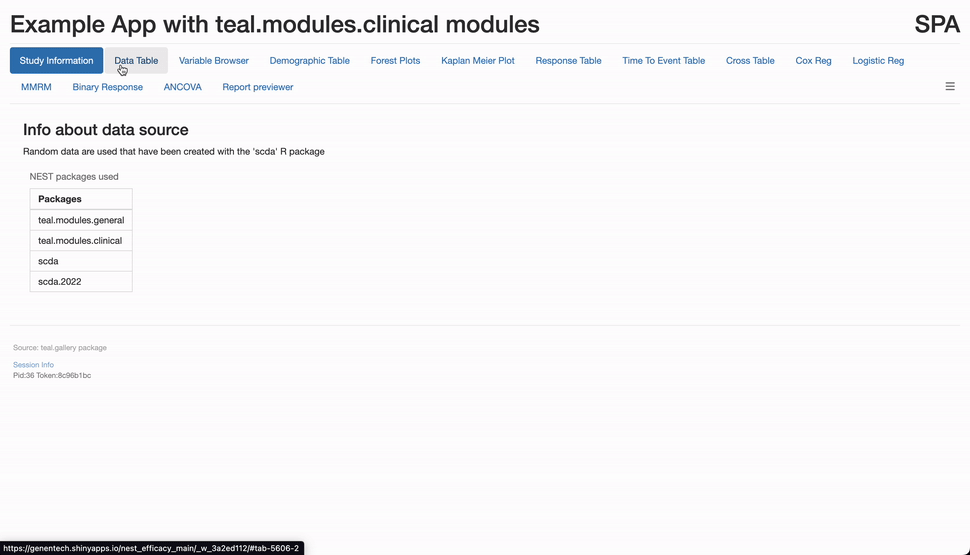 Example App with teal.modules.clinical modules SPA
Study Information Data Table Variable Browser Demographic Table Forest Plots Kaplan Meier Plot Response Table Time To Event Table Cross Table Cox Reg Logistic Reg
MMRM Binary Response ANCOVA Report previewer
Info about data source
Random data are used that have been created with the 'scda' R package
NEST packages used
Packages
teal.modules.general
teal.modules.clinical
scda
scda.2022
Source: teal.gallery package
Session Info
Pid:36 Token:8c96b1bc
https://genentech.shinyapps.io/nest_efficacy_main/_w_3a2ed112/#tab-5606-2